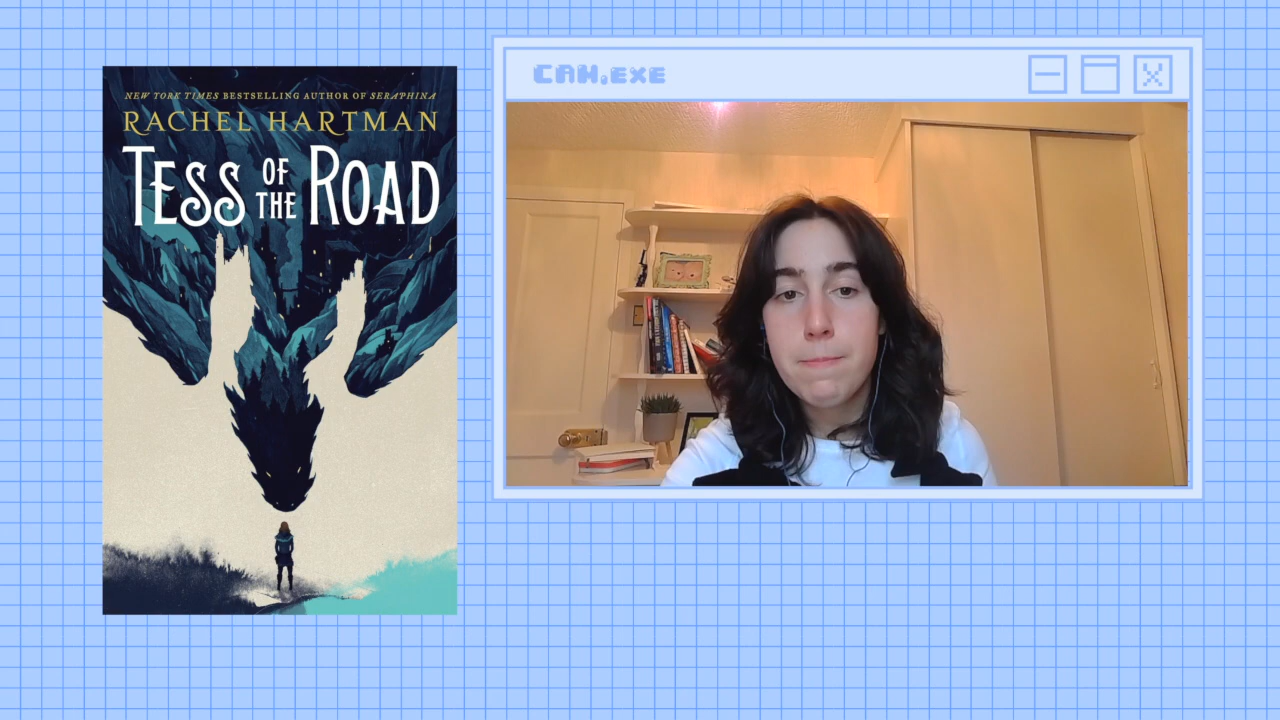 NEW YORK TIMES BESTSELLING AUTHOR OF SERAPHINA
RACHEL HARTMAN
TESS OF THE ROAD
CAM.EXE